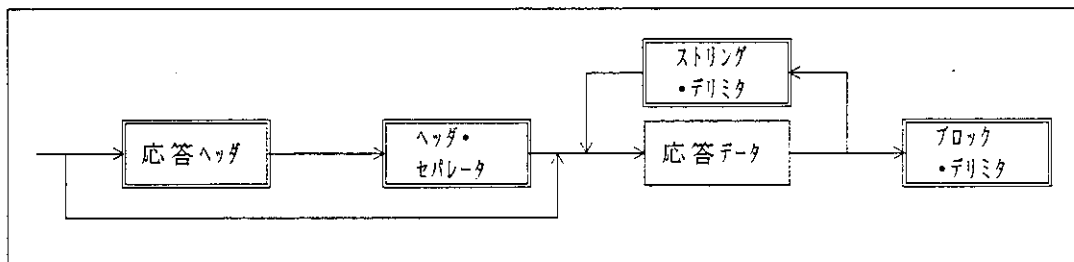 ストリング
・デリミタ
応答ヘッダ
ヘッダ・
セパレータ
応答データ
ブロック
・デリミタ